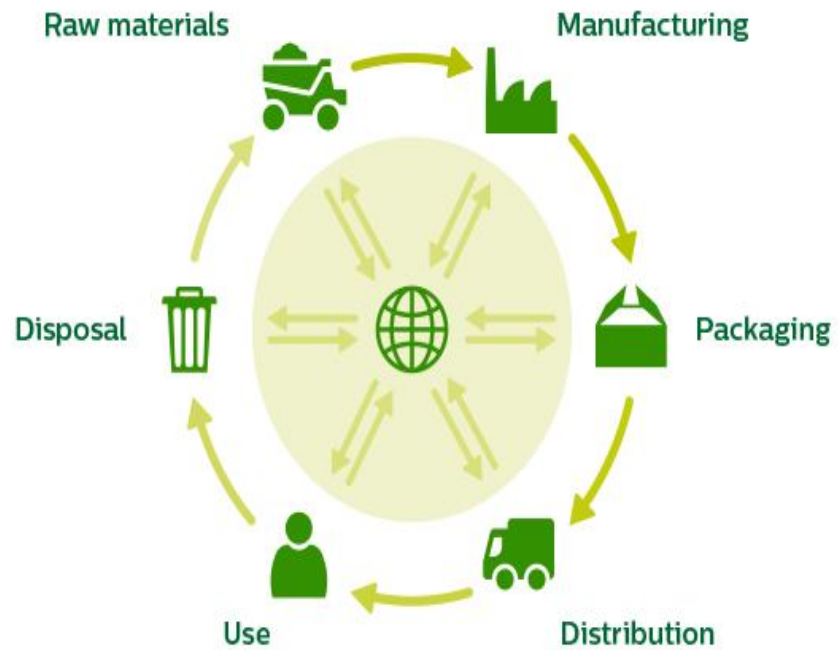 Raw materials
Manufacturing
Disposal
Packaging
Use
Distribution